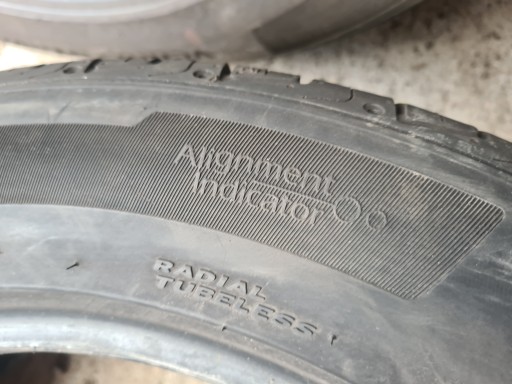 Alignment
Indicator
RADIAL
TUBELESS